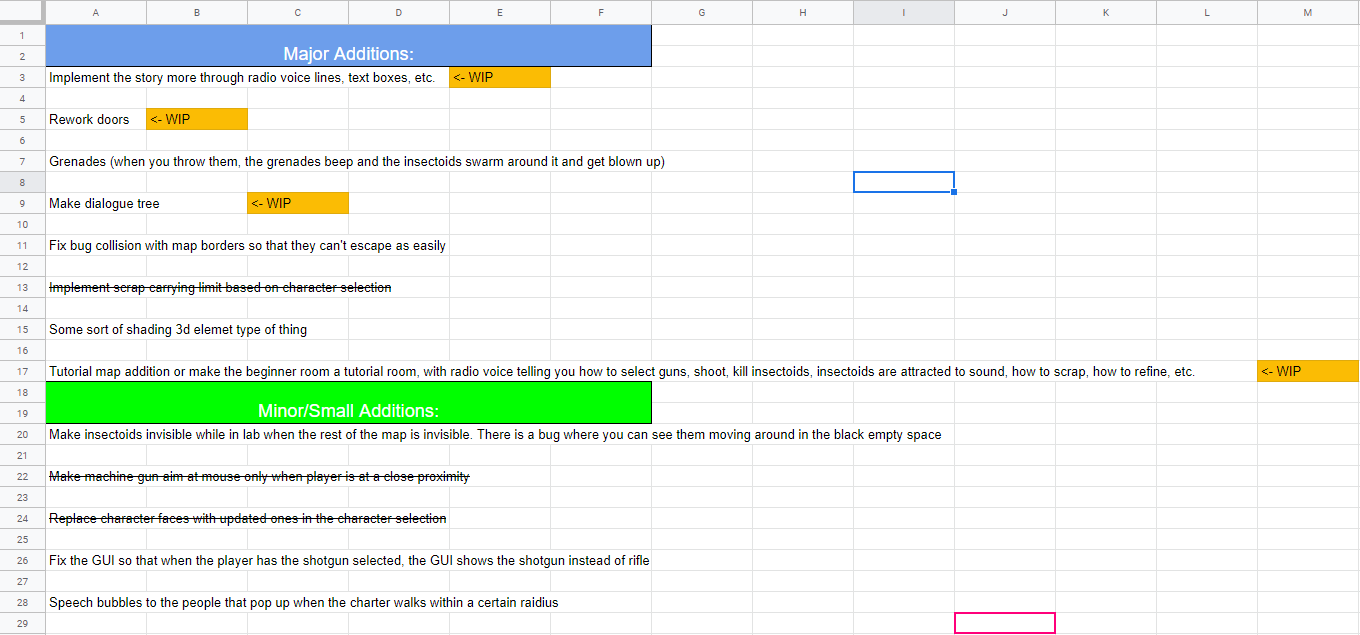 A B C D E F G H I J K L M
1
2 Major Additions:
3 Implement the story more through radio voice lines, text boxes, etc. <- WIP
4
5 Rework doors <- WIP
6
7 Grenades (when you throw them, the grenades beep and the insectoids swarm around it and get blown up)
8
9 Make dialogue tree <- WIP
10
11 Fix bug collision with map borders so that they can't escape as easily
12
13 Implement scrap carrying limit based on character selection
14
15 Some sort of shading 3d elemet type of thing
16
17 Tutorial map addition or make the beginner room a tutorial room, with radio voice telling you how to select guns, shoot, kill insectoids, insectoids are attracted to sound, how to scrap, how to refine, etc. <- WIP
18
19 Minor/Small Additions:
20 Make insectoids invisible while in lab when the rest of the map is invisible. There is a bug where you can see them moving around in the black empty space
21
22 Make machine gun aim at mouse only when player is at a close proximity
23
24 Replace character faces with updated ones in the character selection
25
26 Fix the GUI so that when the player has the shotgun selected, the GUI shows the shotgun instead of rifle
27
28 Speech bubbles to the people that pop up when the charter walks within a certain raidius
29